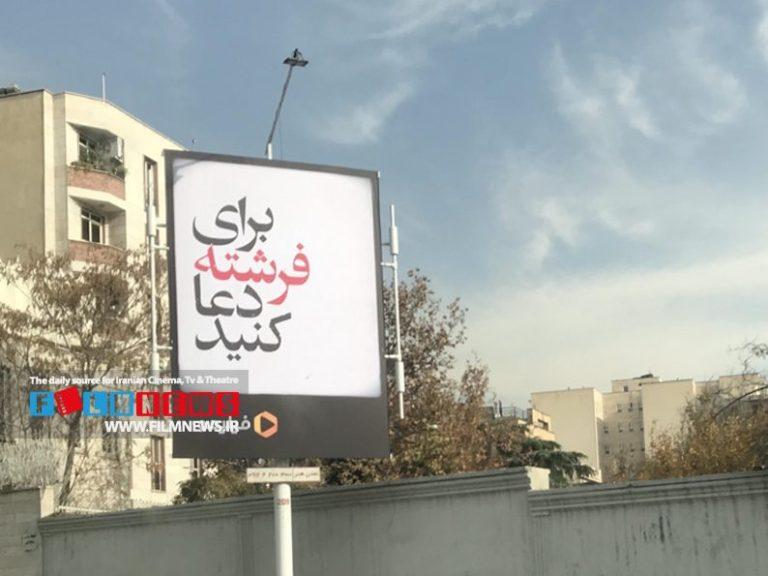 برای
فرشته
دعا
کنید
The daily source for Iranian Cinema, Tv & Theatre
FILMNEWS
WWW.FILMNEWS.IR